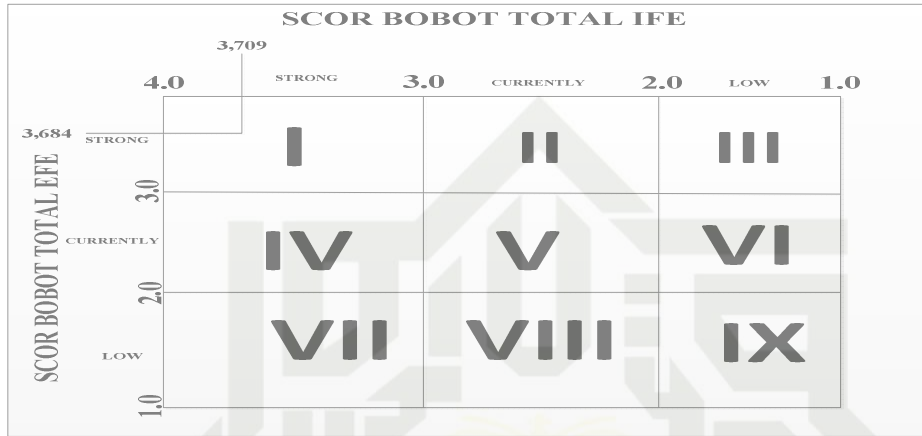 SCOR BOBOT TOTAL IFE
3,709
4.0 STRONG 3.0 CURRENTLY 2.0 LOW 1.0
3,684 STRONG I II III
3.0
CURRENTLY IV V VI
2.0
LOW VII VIII IX
1.0
SCOR BOBOT TOTAL EFE